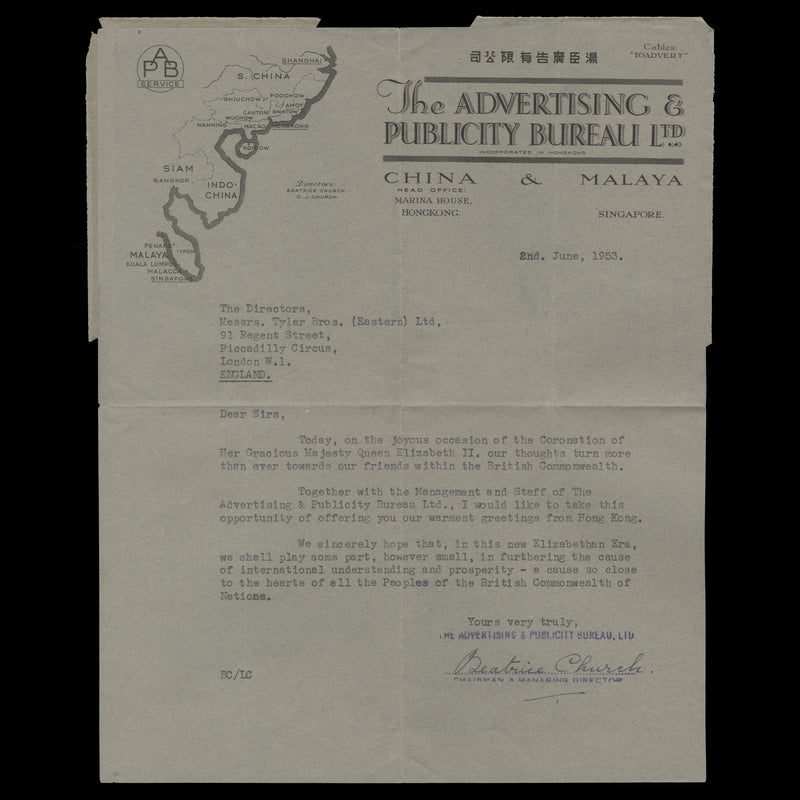 APB
SERVICE
SHANGHAI
S. CHINA
SHIUCHOW
FOOCHOW
AMOY
SWATOW
CANTON
WUCHOW
NANNING
MACAO
HONGKONG
SIAM
BANGKOK
INDO-
CHINA
PENANG
IPOH
MALAYA
KUALA LUMPUR
MALACCA
SINGAPORE
Directors:
BEATRICE CHURCH.
C. J. CHURCH.
司公限有告廣臣湯
Cables:
"TOADVERT"
The ADVERTISING &
PUBLICITY BUREAU LTD
INCORPORATED IN HONGKONG
CHINA & MALAYA
HEAD OFFICE:
MARINA HOUSE,
HONGKONG. SINGAPORE.
2nd. June, 1953.
The Directors,
Messrs. Tyler Bros. (Eastern) Ltd,
91 Regent Street,
Piccadilly Circus,
London W.1.
ENGLAND.
Dear Sirs,
Today, on the joyous occasion of the Coronation of
Her Gracious Majesty Queen Elizabeth II. our thoughts turn more
than ever towards our friends within the British Commonwealth.
Together with the Management and Staff of The
Advertising & Publicity Bureau Ltd., I would like to take this
opportunity of offering you our warmest greetings from Hong Kong.
We sincerely hope that, in this new Elizabethan Era,
we shall play some part, however small, in furthering the cause
of international understanding and prosperity - a cause so close
to the hearts of all the Peoples of the British Commonwealth of
Nations.
Yours very truly,
THE ADVERTISING & PUBLICITY BUREAU, LTD
Beatrice Church.
CHAIRMAN & MANAGING DIRECTOR
BC/LC